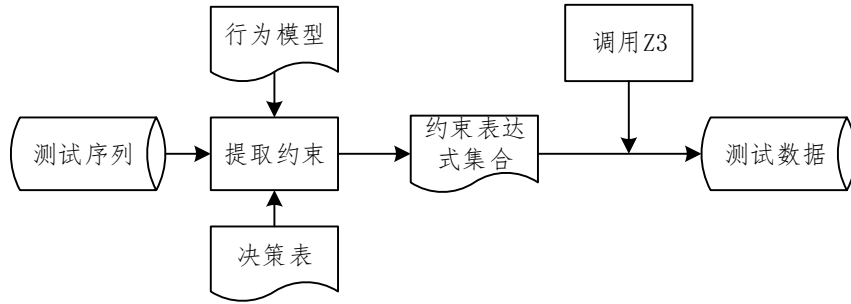 行为模型
调用Z3
测试序列
提取约束
约束表达
式集合
测试数据
决策表